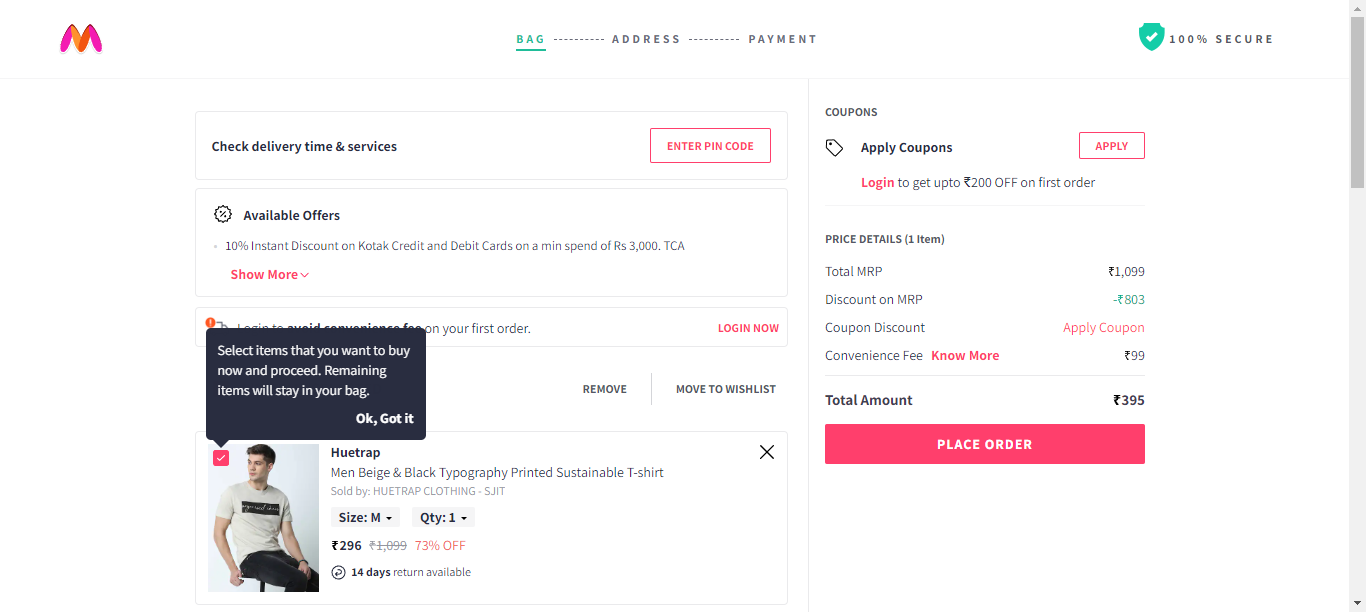 BAG ---------- ADDRESS ---------- PAYMENT
100% SECURE
Check delivery time & services
ENTER PIN CODE
Available Offers
10% Instant Discount on Kotak Credit and Debit Cards on a min spend of Rs 3,000. TCA
Show More
Login to avoid convenience fee on your first order.
LOGIN NOW
Select items that you want to buy
now and proceed. Remaining
items will stay in your bag.
Ok, Got it
REMOVE
MOVE TO WISHLIST
Huetrap
Men Beige & Black Typography Printed Sustainable T-shirt
Sold by: HUETRAP CLOTHING - SJIT
Size: M
Qty: 1
₹296 ₹1,099 73% OFF
14 days return available
COUPONS
Apply Coupons
APPLY
Login to get upto ₹200 OFF on first order
PRICE DETAILS (1 Item)
Total MRP ₹1,099
Discount on MRP -₹803
Coupon Discount Apply Coupon
Convenience Fee Know More ₹99
Total Amount ₹395
PLACE ORDER